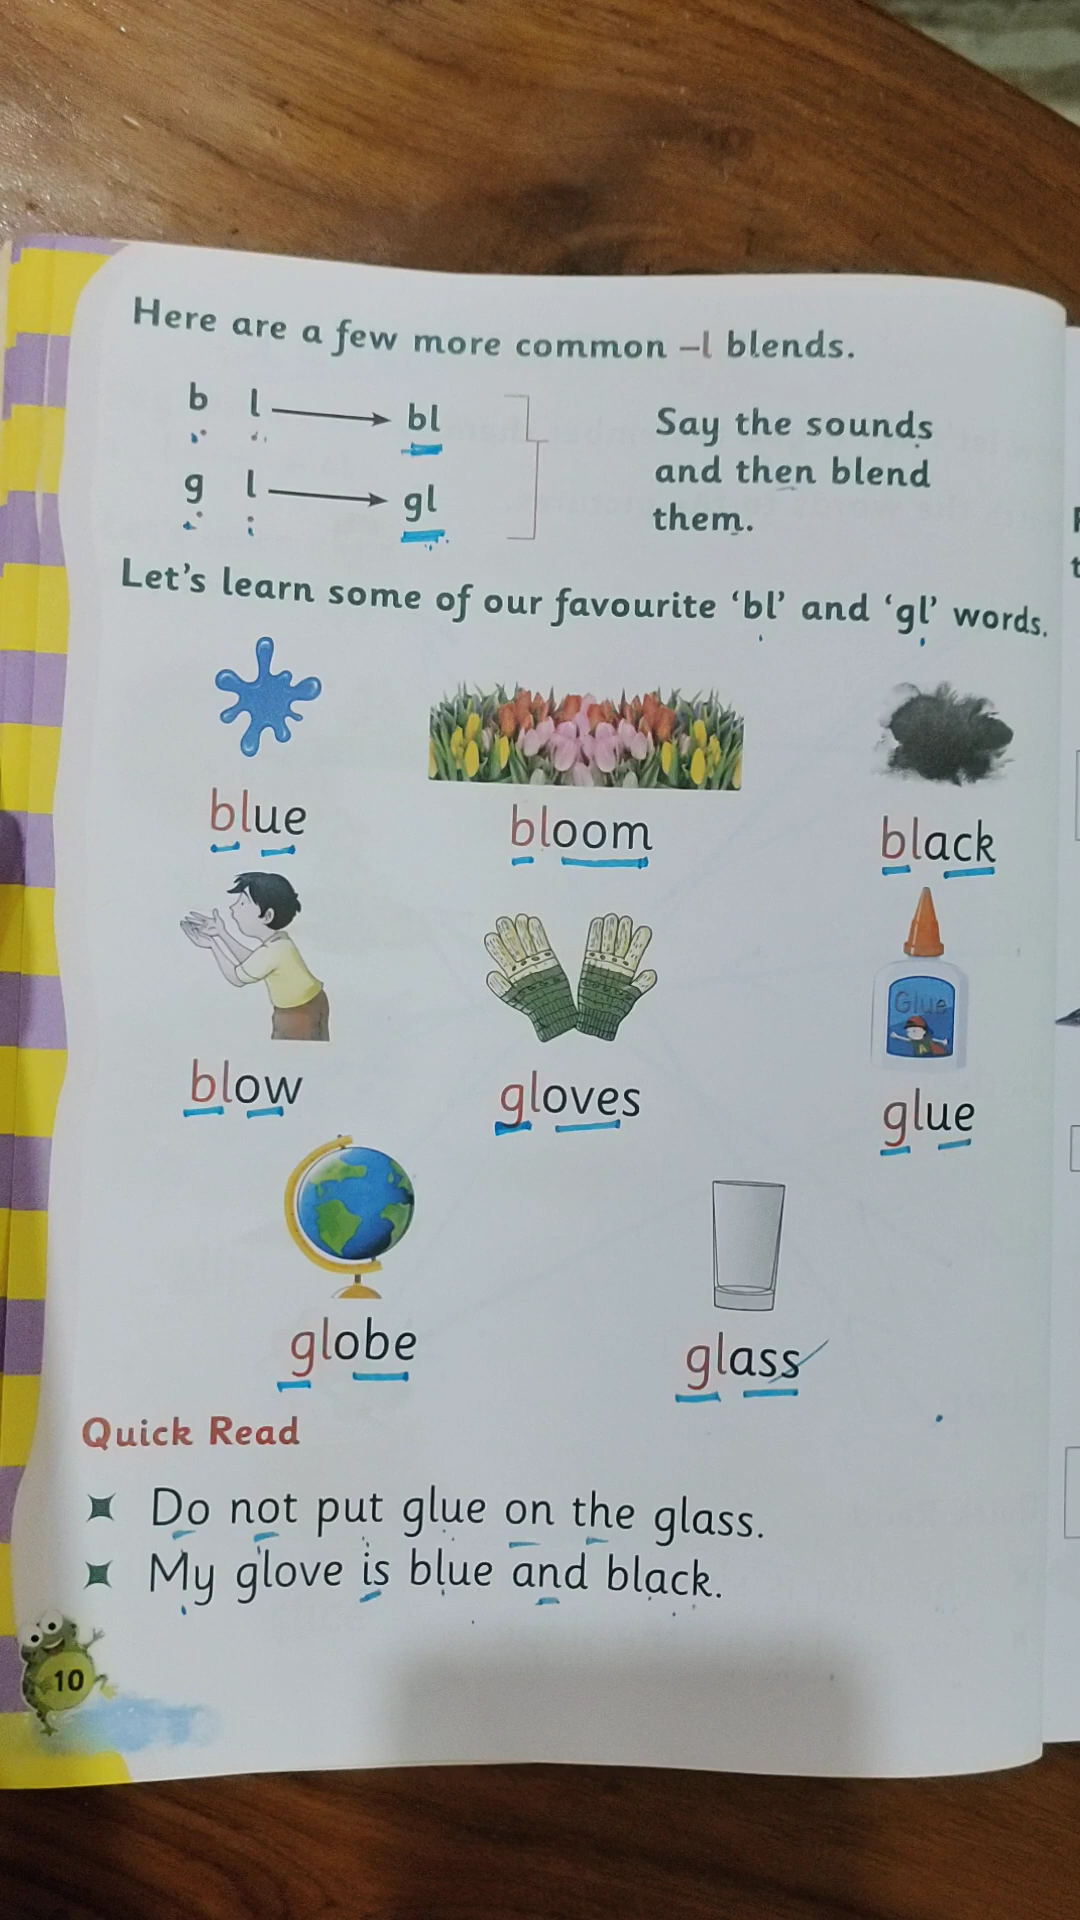 Here are a few more common –l blends.
b l bl
g l gl
Say the sounds
and then blend
them.
Let's learn some of our favourite 'bl' and 'gl' words.
blue bloom black
Glue
blow gloves glue
globe glass
Quick Read
Do not put glue on the glass.
My glove is blue and black.
10